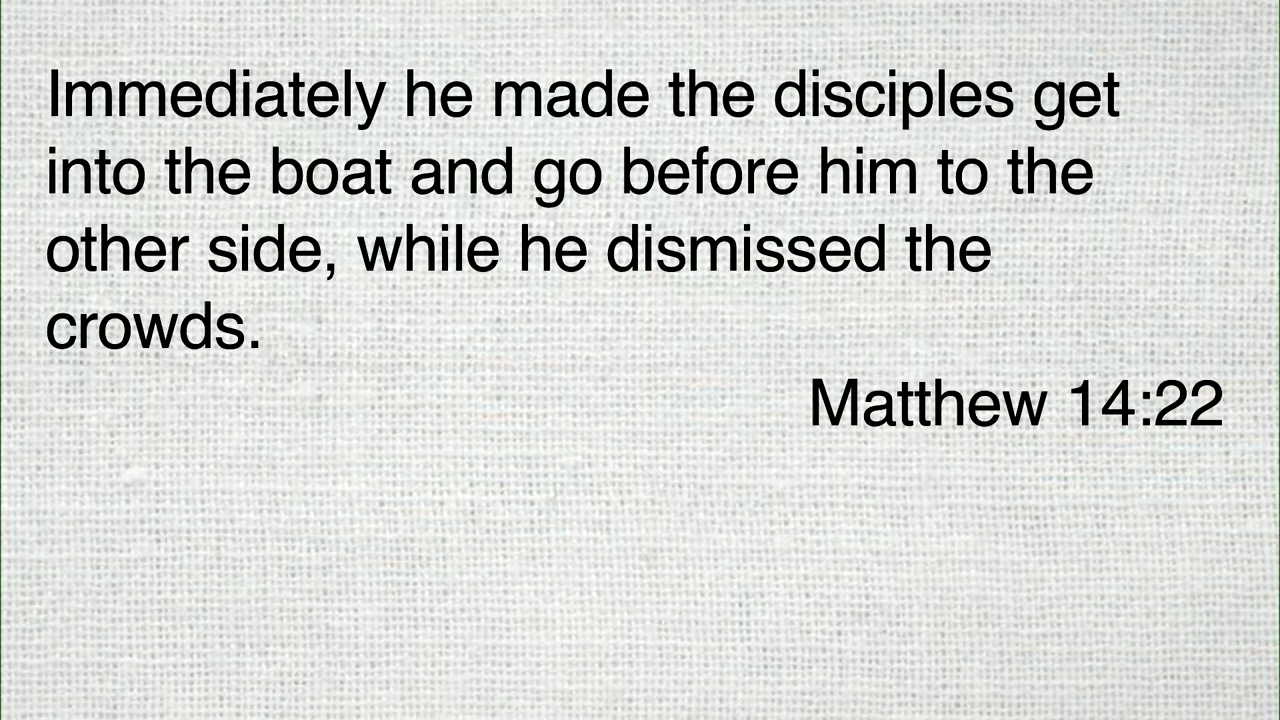 Immediately he made the disciples get
into the boat and go before him to the
other side, while he dismissed the
crowds.
Matthew 14:22